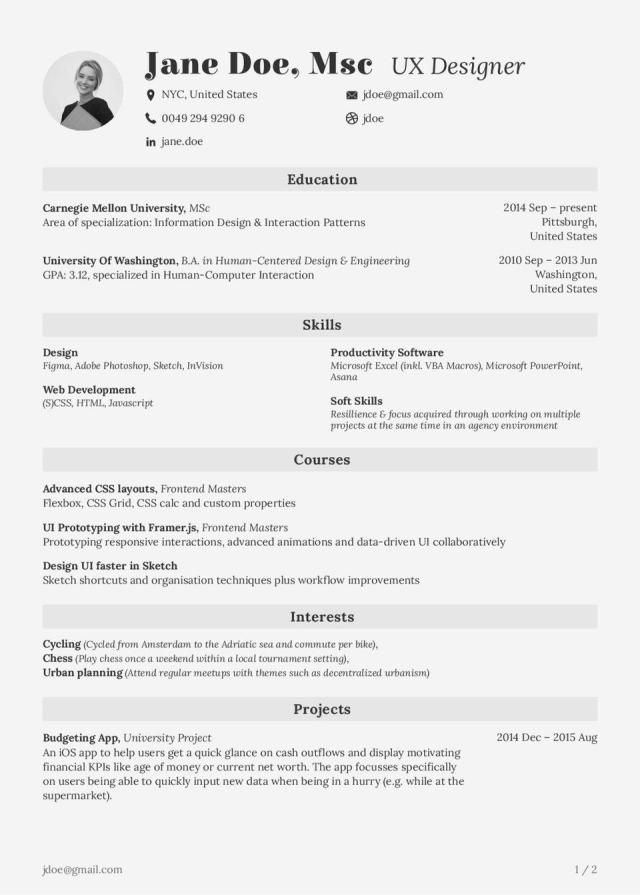 Jane Doe, Msc UX Designer
NYC, United States
jdoe@gmail.com
0049 294 9290 6
jdoe
jane.doe
Education
Carnegie Mellon University, MSc
2014 Sep – present
Area of specialization: Information Design & Interaction Patterns
Pittsburgh,
United States
University Of Washington, B.A. in Human-Centered Design & Engineering
2010 Sep – 2013 Jun
GPA: 3.12, specialized in Human-Computer Interaction
Washington,
United States
Skills
Design
Figma, Adobe Photoshop, Sketch, InVision
Web Development
(S)CSS, HTML, Javascript
Productivity Software
Microsoft Excel (inkl. VBA Macros), Microsoft PowerPoint,
Asana
Soft Skills
Resillience & focus acquired through working on multiple
projects at the same time in an agency environment
Courses
Advanced CSS layouts, Frontend Masters
Flexbox, CSS Grid, CSS calc and custom properties
UI Prototyping with Framer.js, Frontend Masters
Prototyping responsive interactions, advanced animations and data-driven UI collaboratively
Design UI faster in Sketch
Sketch shortcuts and organisation techniques plus workflow improvements
Interests
Cycling (Cycled from Amsterdam to the Adriatic sea and commute per bike),
Chess (Play chess once a weekend within a local tournament setting),
Urban planning (Attend regular meetups with themes such as decentralized urbanism)
Projects
Budgeting App, University Project
2014 Dec – 2015 Aug
An iOS app to help users get a quick glance on cash outflows and display motivating
financial KPIs like age of money or current net worth. The app focusses specifically
on users being able to quickly input new data when being in a hurry (e.g. while at the
supermarket).
jdoe@gmail.com
1 / 2